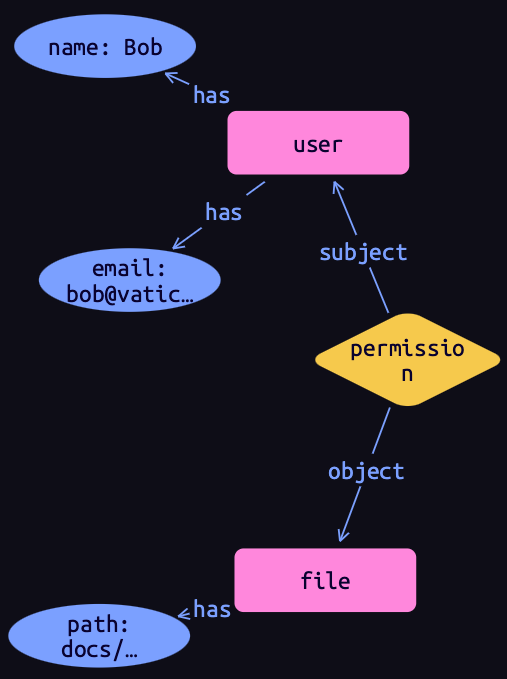 name: Bob
has
user
has
subject
email:
bob@vatic…
permissio
n
object
file
has
path:
docs/…